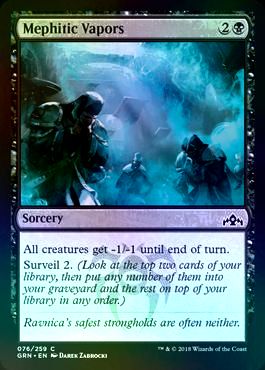 Mephitic Vapors 2
Sorcery
All creatures get -1/-1 until end of turn.
Surveil 2. (Look at the top two cards of your
library, then put any number of them into
your graveyard and the rest on top of your
library in any order.)
Ravnica's safest strongholds are often neither.
076/259 C
GRN • EN DAREK ZABROCKI ™ & © 2018 Wizards of the Coast